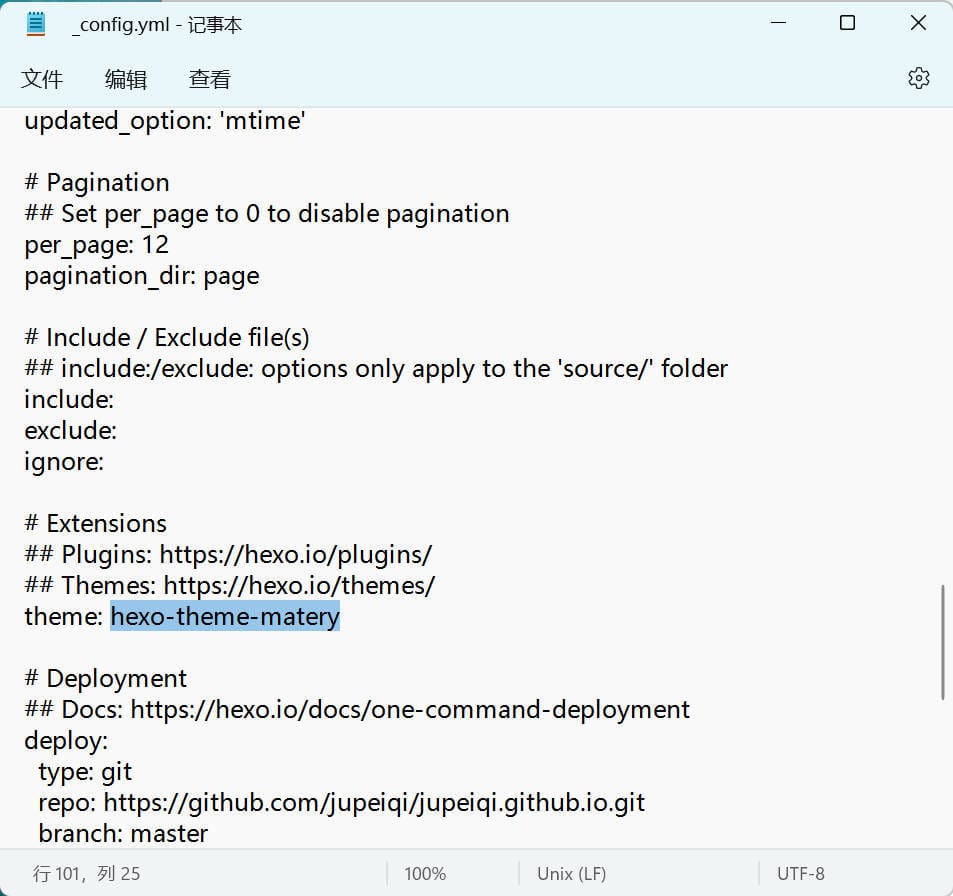 _config.yml - 记事本
文件 编辑 查看
updated_option: 'mtime'
# Pagination
## Set per_page to 0 to disable pagination
per_page: 12
pagination_dir: page
# Include / Exclude file(s)
## include:/exclude: options only apply to the 'source/' folder
include:
exclude:
ignore:
# Extensions
## Plugins: https://hexo.io/plugins/
## Themes: https://hexo.io/themes/
theme: hexo-theme-matery
# Deployment
## Docs: https://hexo.io/docs/one-command-deployment
deploy:
  type: git
  repo: https://github.com/jupeiqi/jupeiqi.github.io.git
  branch: master
行 101，列 25 100% Unix (LF) UTF-8